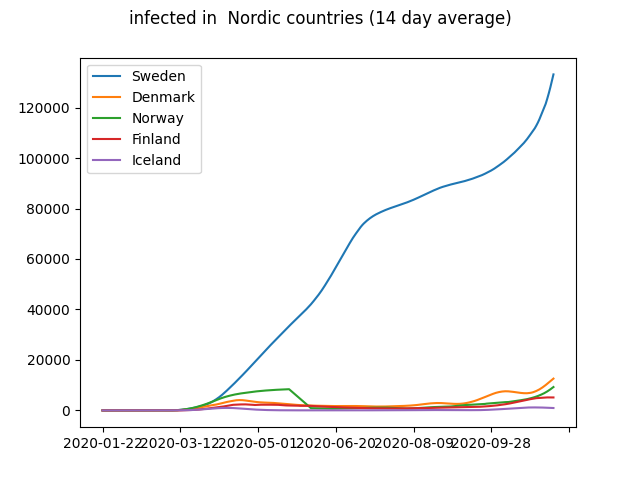 infected in  Nordic countries (14 day average)
Sweden
Denmark
Norway
Finland
Iceland
120000
100000
80000
60000
40000
20000
0
2020-01-22 2020-03-12 2020-05-01 2020-06-20 2020-08-09 2020-09-28